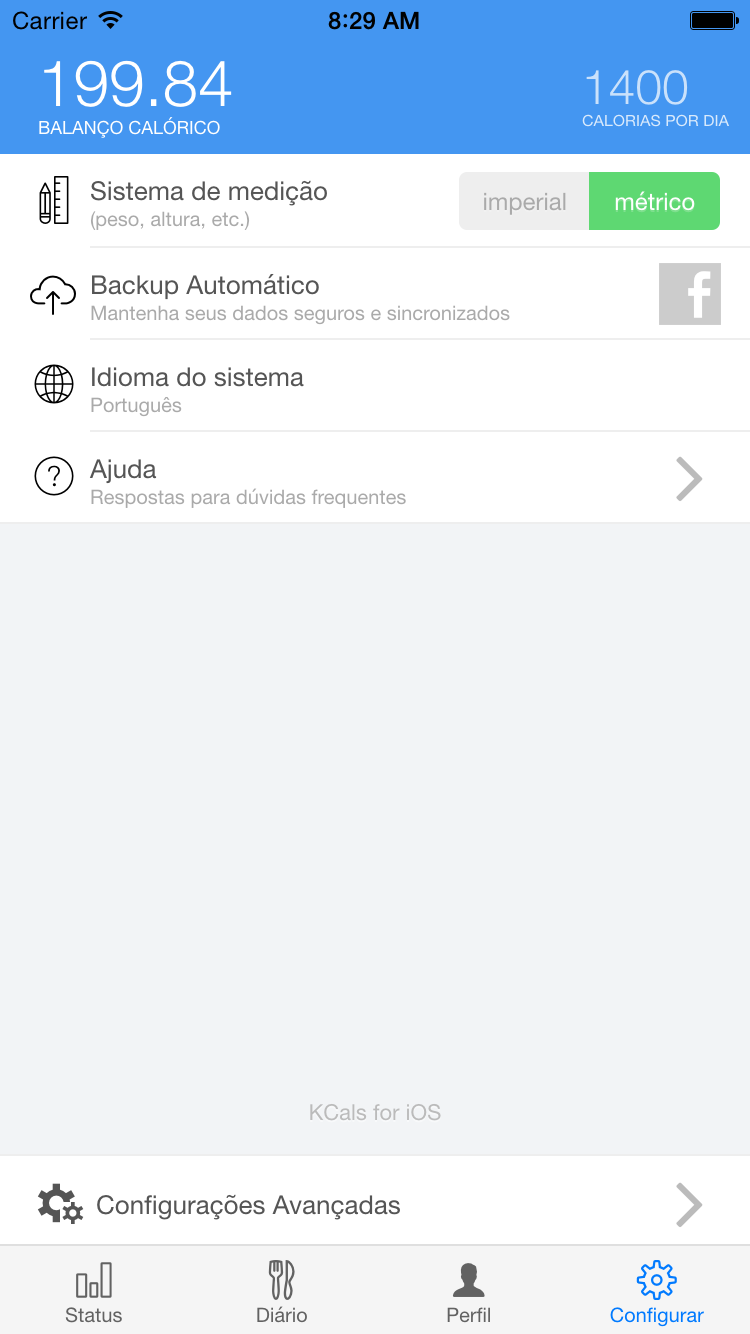 Carrier 8:29 AM
199.84 1400
BALANÇO CALÓRICO CALORIAS POR DIA
Sistema de medição
(peso, altura, etc.)
imperial métrico
Backup Automático
Mantenha seus dados seguros e sincronizados
f
Idioma do sistema
Português
?
Ajuda
Respostas para dúvidas frequentes
KCals for iOS
Configurações Avançadas
Status Diário Perfil Configurar